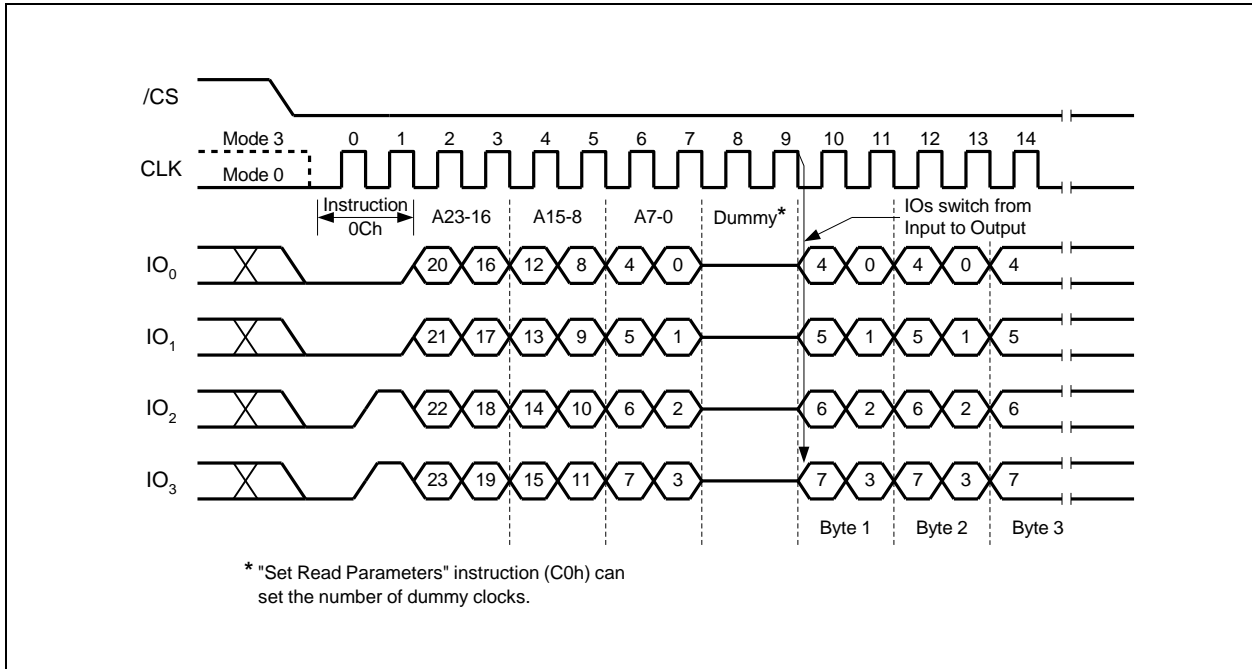 /CS
Mode 3
0 1 2 3 4 5 6 7 8 9 10 11 12 13 14
CLK
Mode 0
Instruction
0Ch
A23-16
A15-8
A7-0
Dummy*
IOs switch from
Input to Output
IO0
20 16 12 8 4 0 4 0 4 0 4
IO1
21 17 13 9 5 1 5 1 5 1 5
IO2
22 18 14 10 6 2 6 2 6 2 6
IO3
23 19 15 11 7 3 7 3 7 3 7
Byte 1
Byte 2
Byte 3
* "Set Read Parameters" instruction (C0h) can
set the number of dummy clocks.